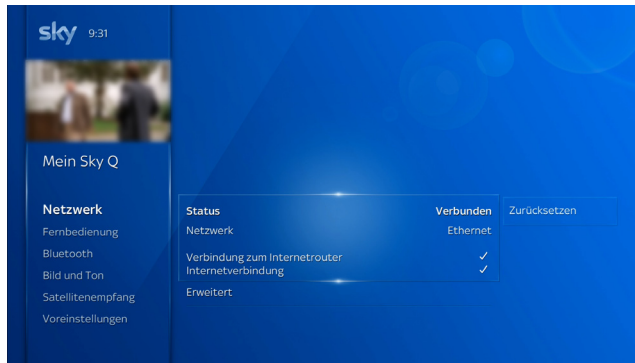 sky 9:31
Mein Sky Q
Netzwerk
Fernbedienung
Bluetooth
Bild und Ton
Satellitenempfang
Voreinstellungen
Status Verbunden
Netzwerk Ethernet
Verbindung zum Internetrouter ✓
Internetverbindung ✓
Erweitert
Zurücksetzen